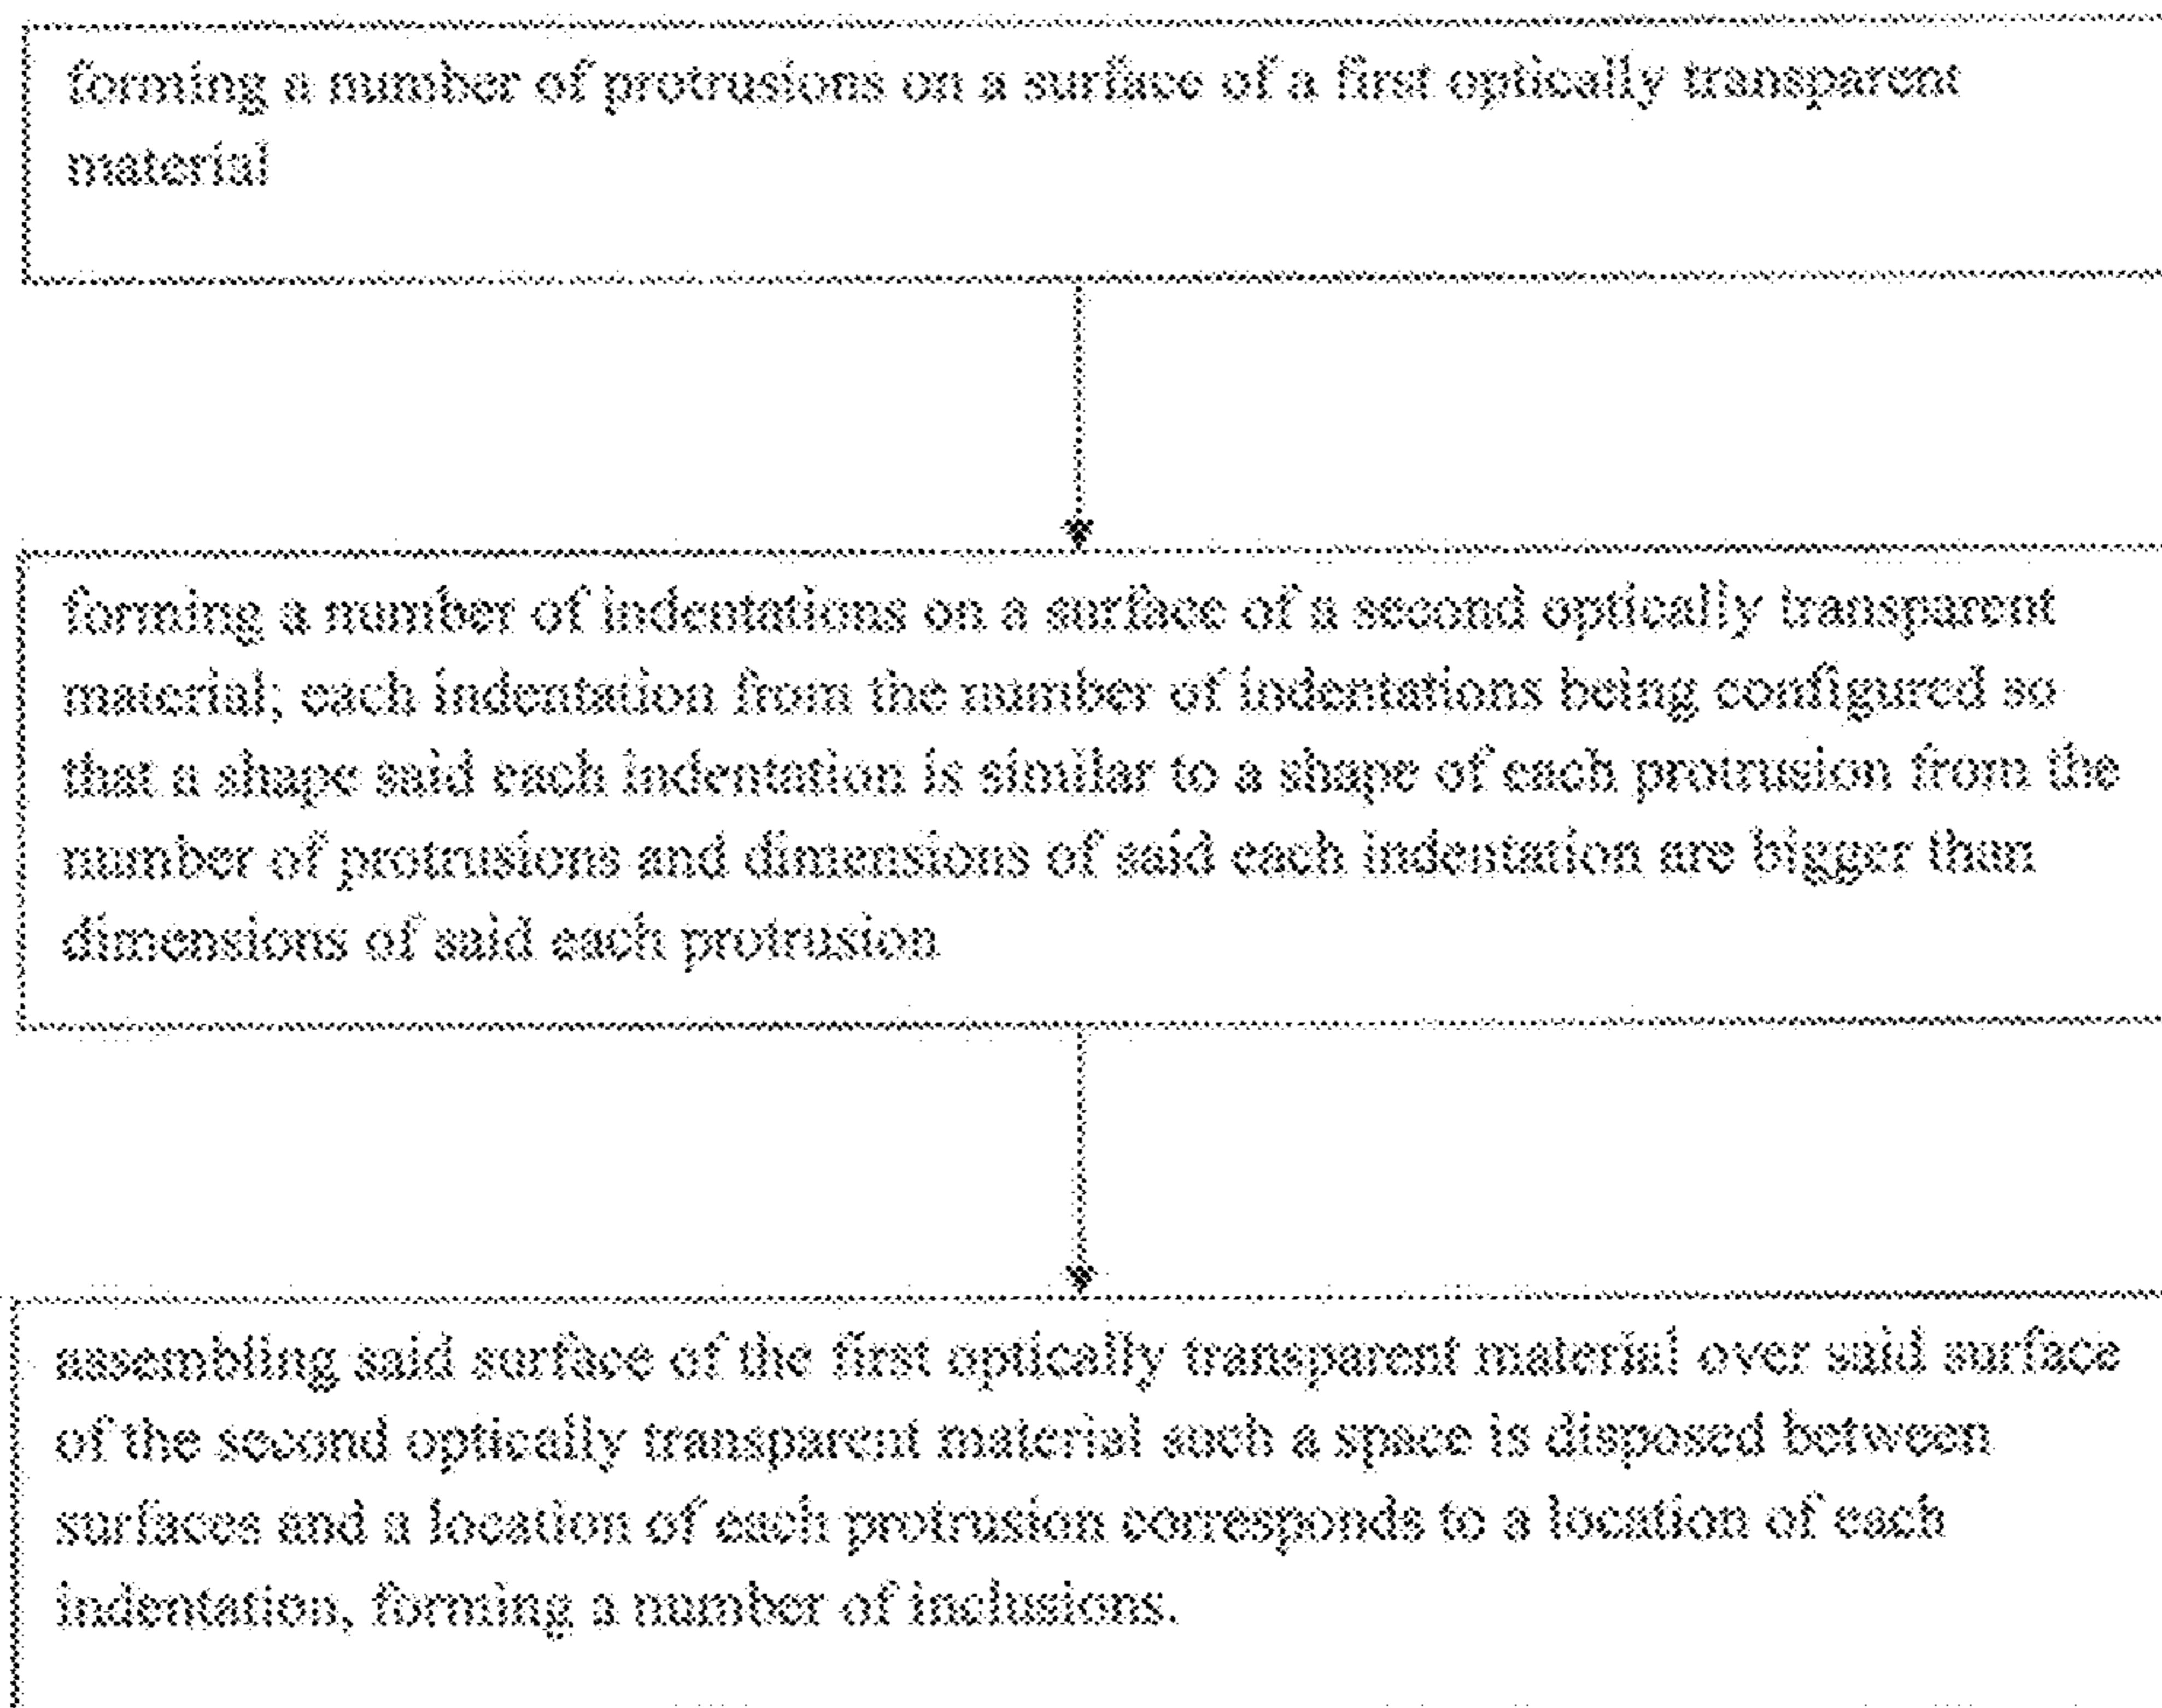 forming a number of protrusions on a surface of a first optically transparent
material
forming a number of indentations on a surface of a second optically transparent
material; each indentation from the number of indentations being configured so
that a shape said each indentation is similar to a shape of each protrusion from the
number of protrusions and dimensions of said each indentation are bigger than
dimensions of said each protrusion
assembling said surface of the first optically transparent material over said surface
of the second optically transparent material such a space is disposed between
surfaces and a location of each protrusion corresponds to a location of each
indentation, forming a number of inclusions.